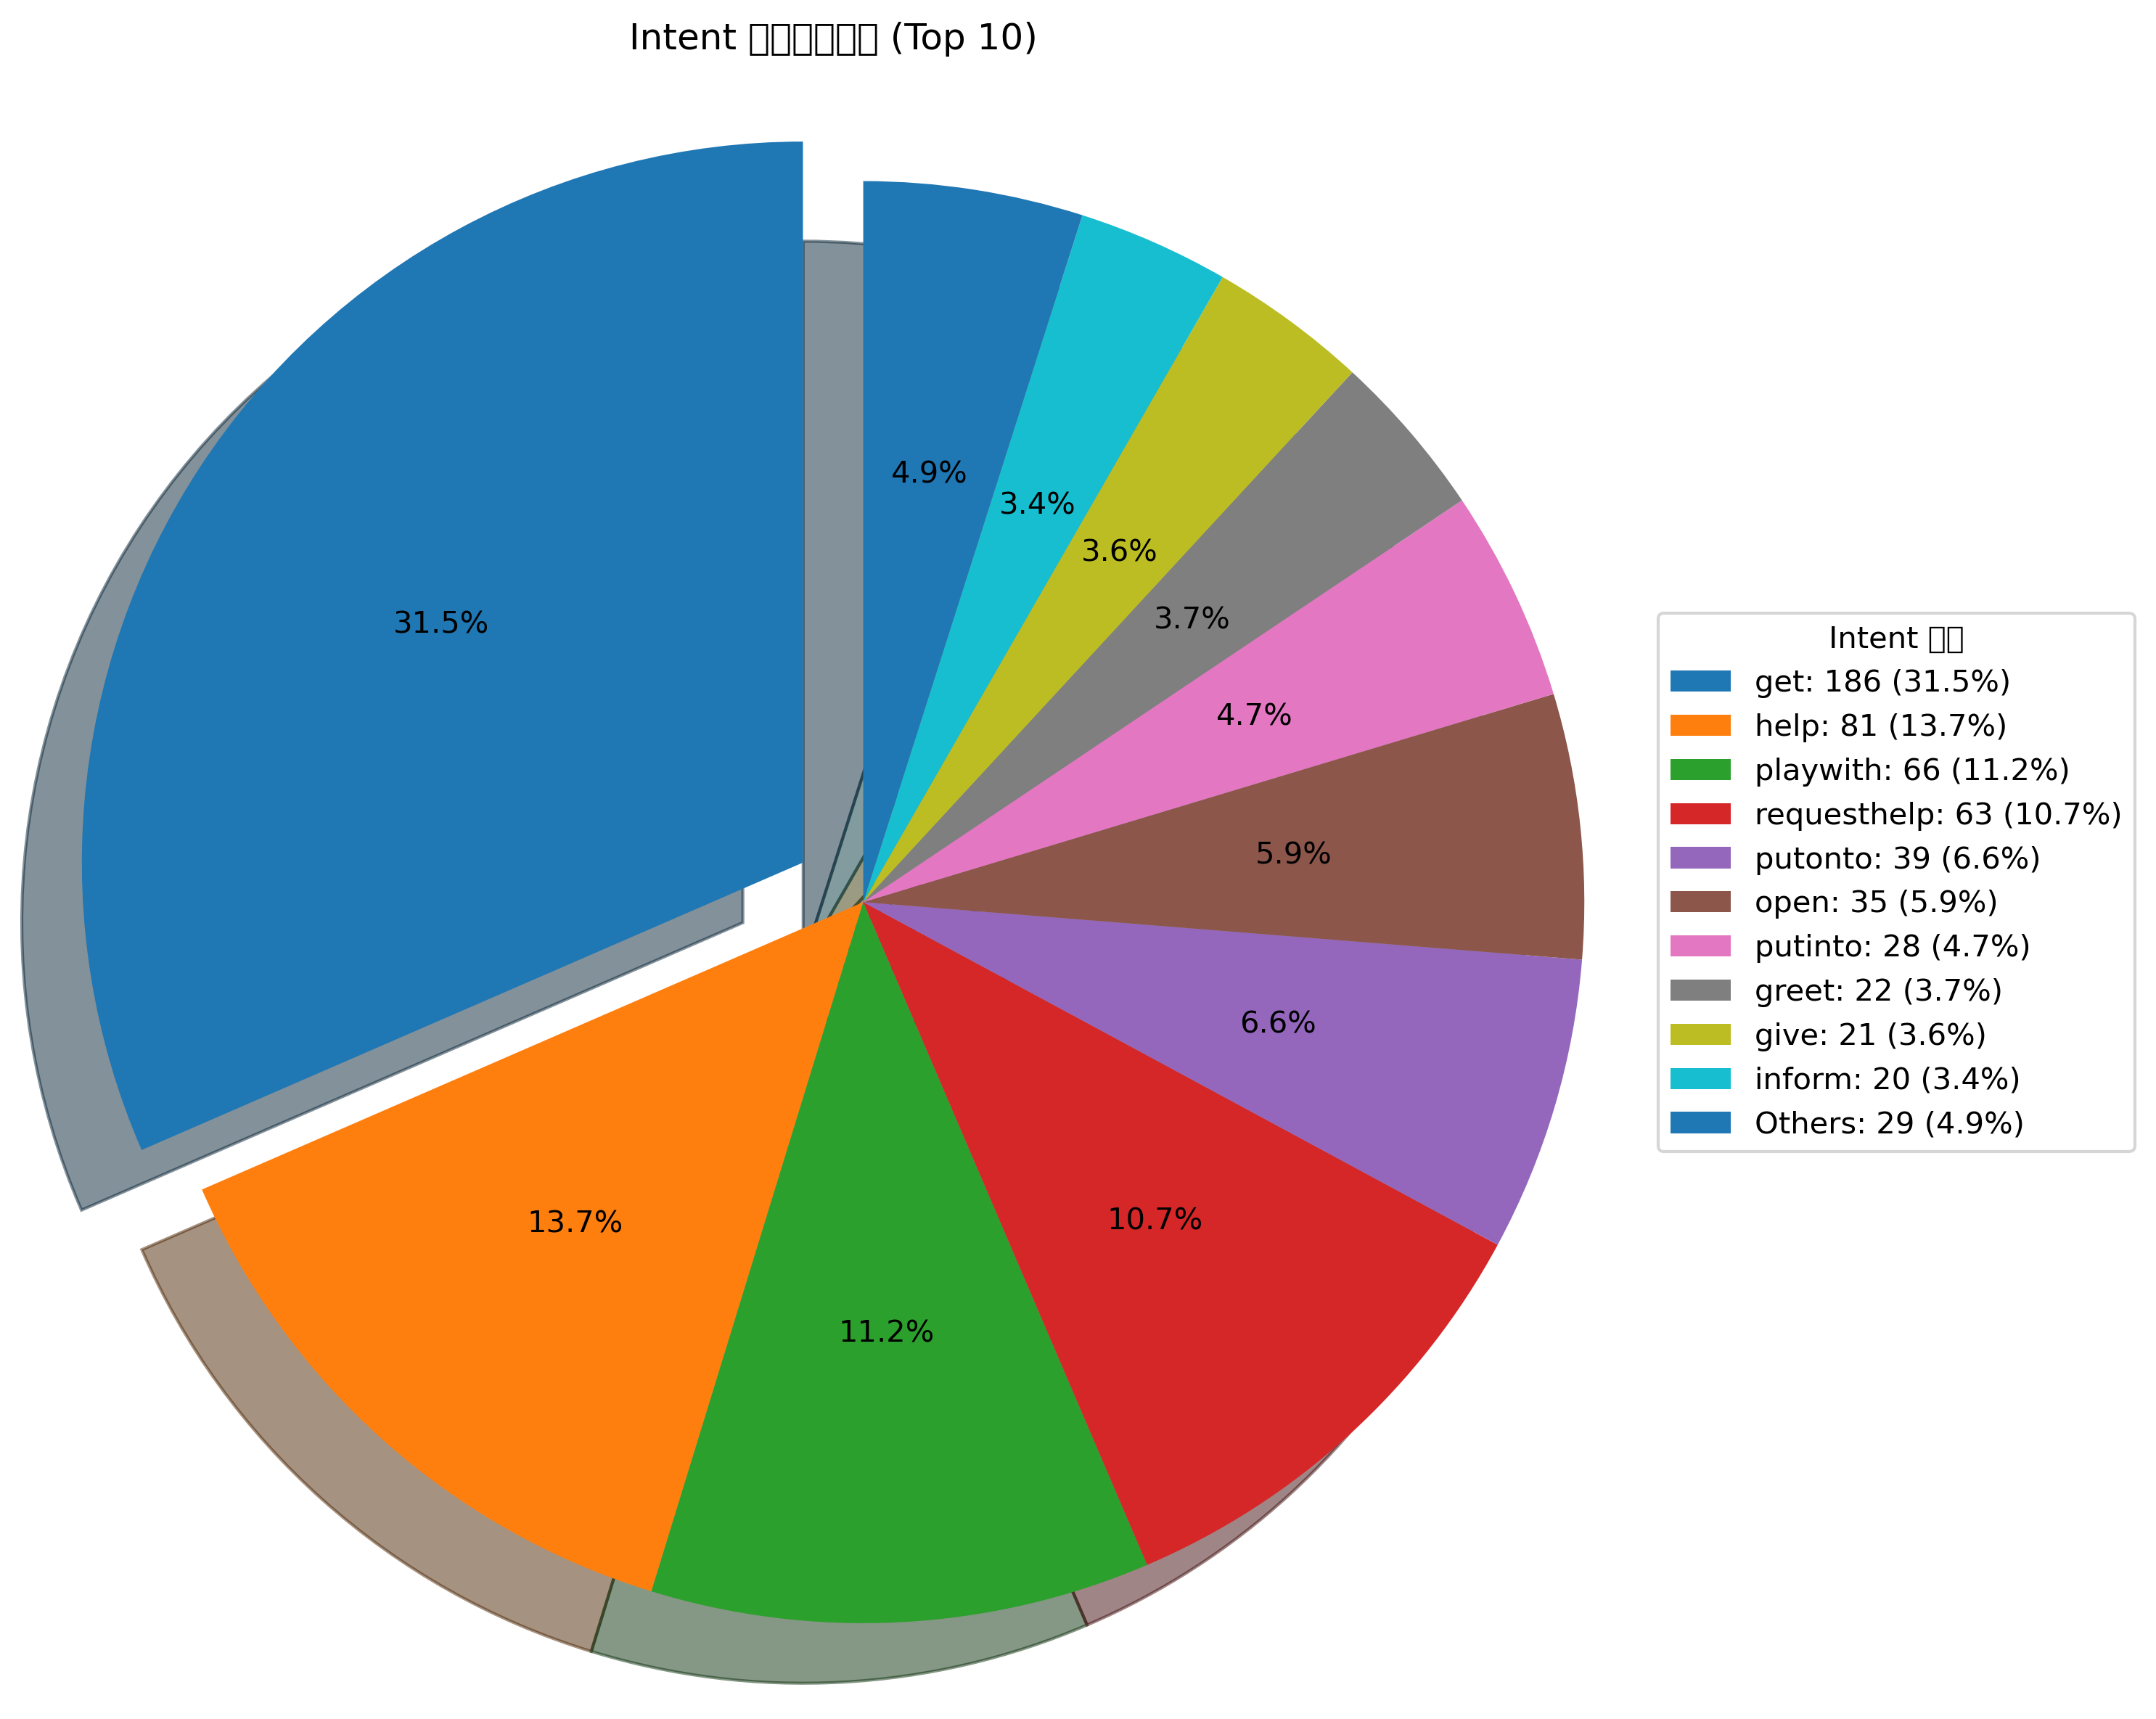 Intent (Top 10)
4.9%
3.4%
3.6%
31.5%
3.7%
4.7%
5.9%
6.6%
13.7%
10.7%
11.2%
Intent
get: 186 (31.5%)
help: 81 (13.7%)
playwith: 66 (11.2%)
requesthelp: 63 (10.7%)
putonto: 39 (6.6%)
open: 35 (5.9%)
putinto: 28 (4.7%)
greet: 22 (3.7%)
give: 21 (3.6%)
inform: 20 (3.4%)
Others: 29 (4.9%)